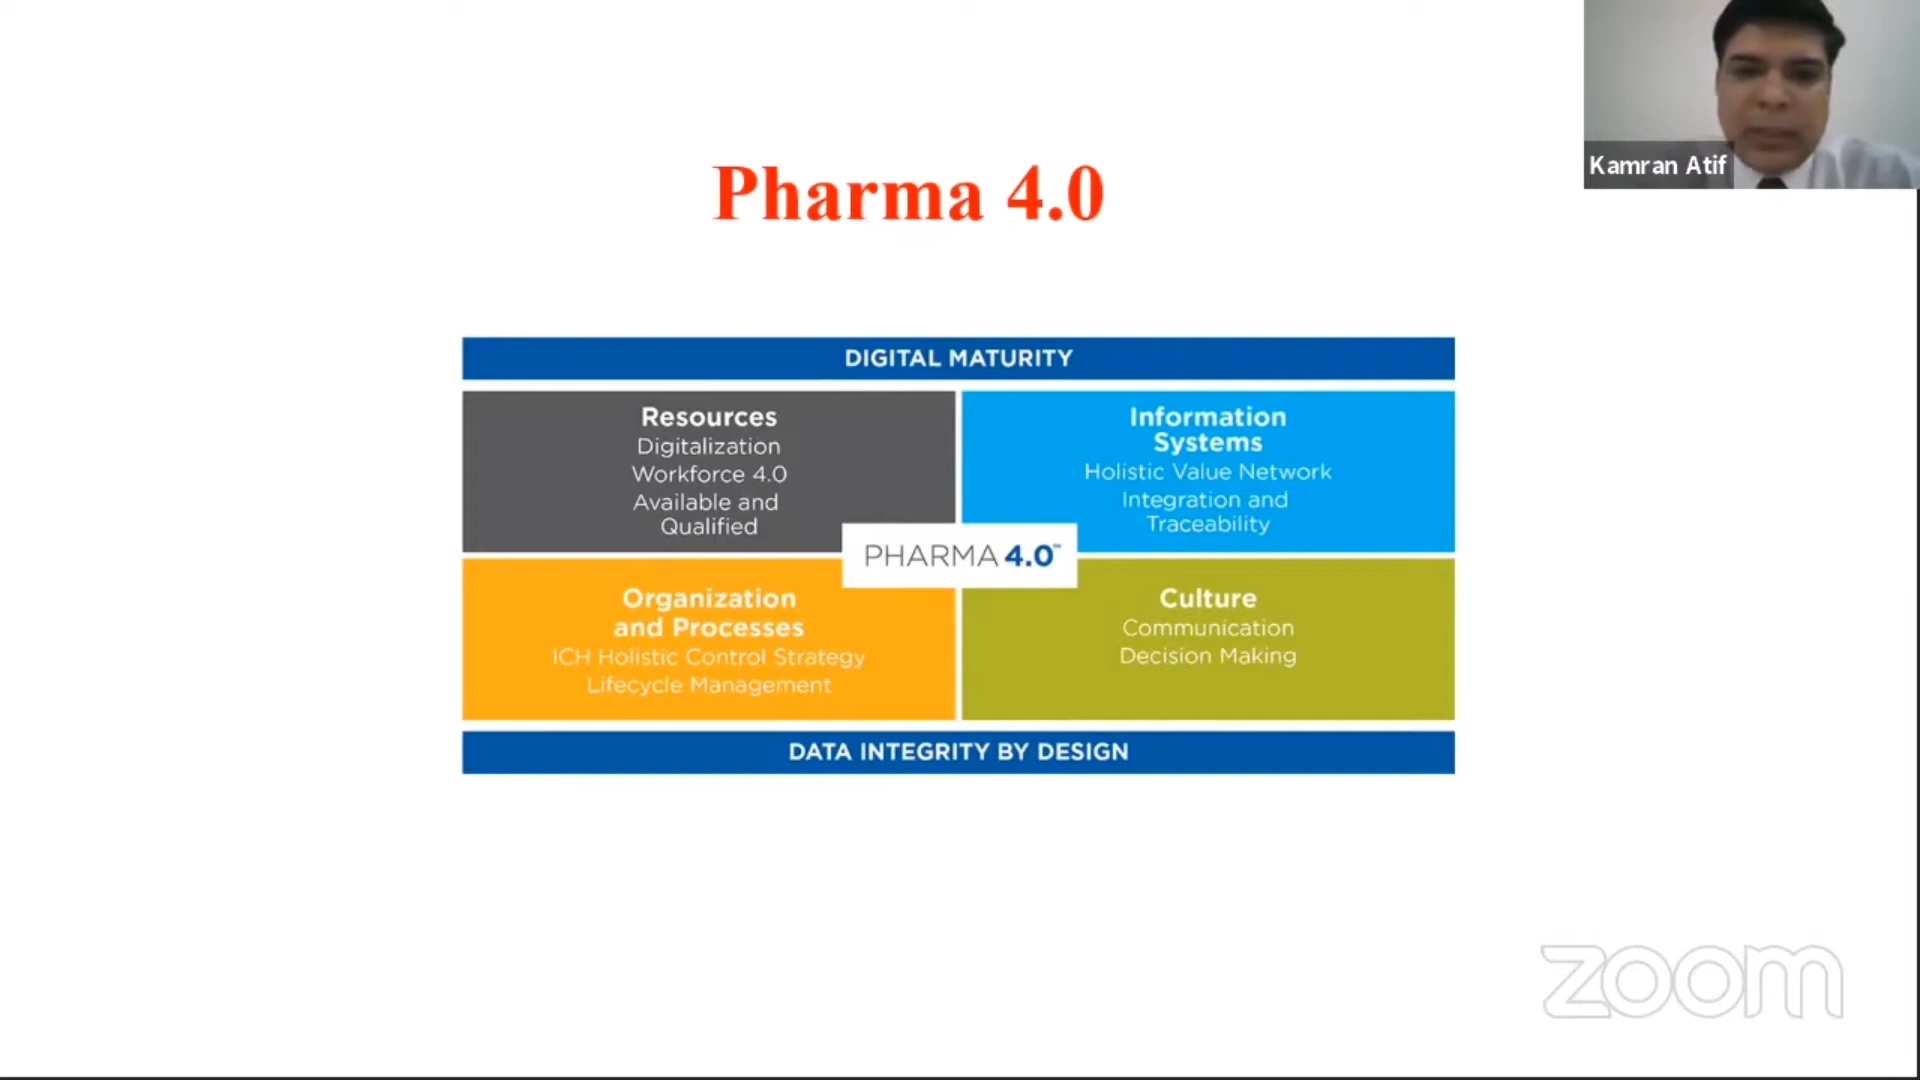 Kamran Atif
Pharma 4.0
DIGITAL MATURITY
Resources
Digitalization
Workforce 4.0
Available and
Qualified
Information
Systems
Holistic Value Network
Integration and
Traceability
PHARMA 4.0™
Organization
and Processes
ICH Holistic Control Strategy
Lifecycle Management
Culture
Communication
Decision Making
DATA INTEGRITY BY DESIGN
zoom